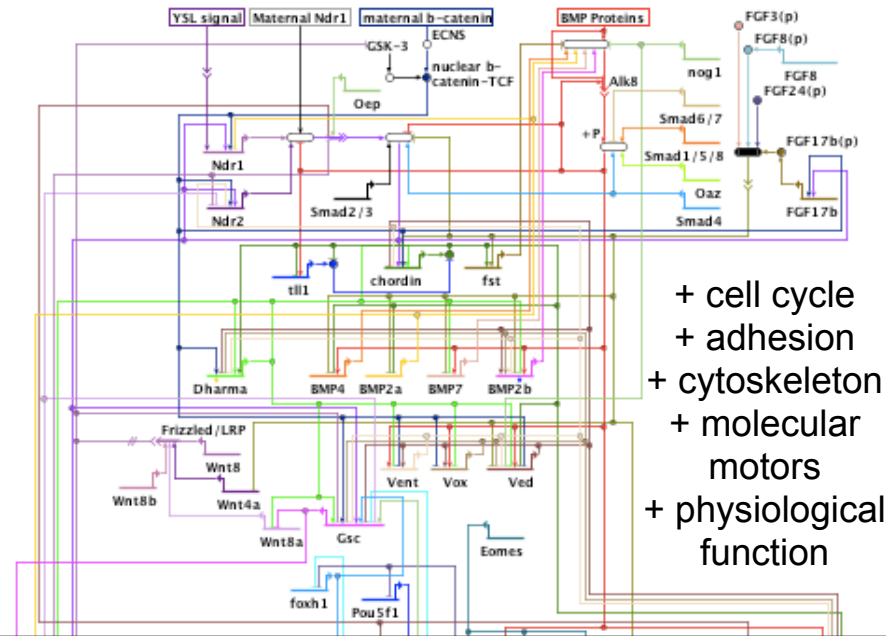 YSL signal
Maternal Ndr1
maternal b-catenin
BMP Proteins
FGF3(p)
ECNS
GSK-3
FGF8(p)
nuclear b-
catenin-TCF
nog1
FGF8
Alk8
Oep
FGF24(p)
Smad6/7
+P
FGF17b(p)
Ndr1
Smad1/5/8
Oaz
Smad2/3
Ndr2
Smad4
FGF17b
tll1
chordin
fst
+ cell cycle
+ adhesion
+ cytoskeleton
+ molecular
motors
+ physiological
function
Dharma
BMP4
BMP2a
BMP7
BMP2b
Frizzled/LRP
Wnt8
Vent
Vox
Ved
Wnt8b
Wnt4a
Wnt8a
Gsc
Eomes
foxh1
Pou5f1